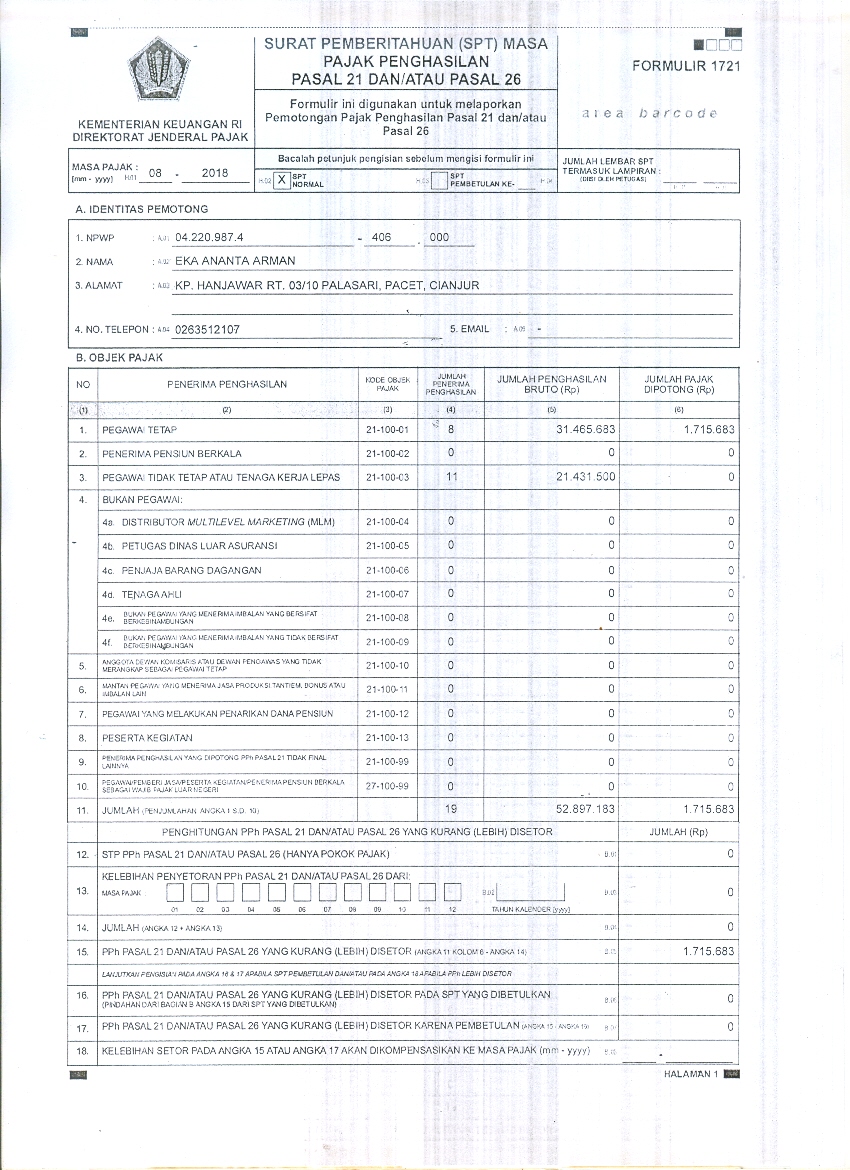 SURAT PEMBERITAHUAN (SPT) MASA
PAJAK PENGHASILAN
PASAL 21 DAN/ATAU PASAL 26
FORMULIR 1721
Formulir ini digunakan untuk melaporkan
Pemotongan Pajak Penghasilan Pasal 21 dan/atau
Pasal 26
area barcode
KEMENTERIAN KEUANGAN RI
DIREKTORAT JENDERAL PAJAK
MASA PAJAK :
[mm - yyyy] H.01 08 - 2018
Bacalah petunjuk pengisian sebelum mengisi formulir ini
H.02 X SPT NORMAL H.03 SPT PEMBETULAN KE- H.04
JUMLAH LEMBAR SPT
TERMASUK LAMPIRAN :
(DIISI OLEH PETUGAS)
A. IDENTITAS PEMOTONG
1. NPWP : A.01 04.220.987.4 - 406 . 000
2. NAMA : A.02 EKA ANANTA ARMAN
3. ALAMAT : A.03 KP. HANJAWAR RT. 03/10 PALASARI, PACET, CIANJUR
4. NO. TELEPON : A.04 0263512107 5. EMAIL : A.05 -
B. OBJEK PAJAK
NO PENERIMA PENGHASILAN KODE OBJEK PAJAK JUMLAH PENERIMA PENGHASILAN JUMLAH PENGHASILAN BRUTO (Rp) JUMLAH PAJAK DIPOTONG (Rp)
(1) (2) (3) (4) (5) (6)
1. PEGAWAI TETAP 21-100-01 8 31.465.683 1.715.683
2. PENERIMA PENSIUN BERKALA 21-100-02 0 0 0
3. PEGAWAI TIDAK TETAP ATAU TENAGA KERJA LEPAS 21-100-03 11 21.431.500 0
4. BUKAN PEGAWAI:
4a. DISTRIBUTOR MULTILEVEL MARKETING (MLM) 21-100-04 0 0 0
4b. PETUGAS DINAS LUAR ASURANSI 21-100-05 0 0 0
4c. PENJAJA BARANG DAGANGAN 21-100-06 0 0 0
4d. TENAGA AHLI 21-100-07 0 0 0
4e. BUKAN PEGAWAI YANG MENERIMA IMBALAN YANG BERSIFAT BERKESINAMBUNGAN 21-100-08 0 0 0
4f. BUKAN PEGAWAI YANG MENERIMA IMBALAN YANG TIDAK BERSIFAT BERKESINAMBUNGAN 21-100-09 0 0 0
5. ANGGOTA DEWAN KOMISARIS ATAU DEWAN PENGAWAS YANG TIDAK MERANGKAP SEBAGAI PEGAWAI TETAP 21-100-10 0 0 0
6. MANTAN PEGAWAI YANG MENERIMA JASA PRODUKSI TANTIEM, BONUS ATAU IMBALAN LAIN 21-100-11 0 0 0
7. PEGAWAI YANG MELAKUKAN PENARIKAN DANA PENSIUN 21-100-12 0 0 0
8. PESERTA KEGIATAN 21-100-13 0 0 0
9. PENERIMA PENGHASILAN YANG DIPOTONG PPh PASAL 21 TIDAK FINAL LAINNYA 21-100-99 0 0 0
10. PEGAWAI/PEMBERI JASA/PESERTA KEGIATAN/PENERIMA PENSIUN BERKALA SEBAGAI WAJIB PAJAK LUAR NEGERI 27-100-99 0 0 0
11. JUMLAH (PENJUMLAHAN ANGKA 1 S.D. 10) 19 52.897.183 1.715.683
PENGHITUNGAN PPh PASAL 21 DAN/ATAU PASAL 26 YANG KURANG (LEBIH) DISETOR JUMLAH (Rp)
12. STP PPh PASAL 21 DAN/ATAU PASAL 26 (HANYA POKOK PAJAK) B.01 0
13. KELEBIHAN PENYETORAN PPh PASAL 21 DAN/ATAU PASAL 26 DARI:
MASA PAJAK : B.02 B.03 0
01 02 03 04 05 06 07 08 09 10 11 12 TAHUN KALENDER [yyyy]
14. JUMLAH (ANGKA 12 + ANGKA 13) B.04 0
15. PPh PASAL 21 DAN/ATAU PASAL 26 YANG KURANG (LEBIH) DISETOR (ANGKA 11 KOLOM 6 - ANGKA 14) B.05 1.715.683
LANJUTKAN PENGISIAN PADA ANGKA 16 & 17 APABILA SPT PEMBETULAN DAN/ATAU PADA ANGKA 18 APABILA PPh LEBIH DISETOR
16. PPh PASAL 21 DAN/ATAU PASAL 26 YANG KURANG (LEBIH) DISETOR PADA SPT YANG DIBETULKAN B.06 0
(PINDAHAN DARI BAGIAN B ANGKA 15 DARI SPT YANG DIBETULKAN)
17. PPh PASAL 21 DAN/ATAU PASAL 26 YANG KURANG (LEBIH) DISETOR KARENA PEMBETULAN (ANGKA 15 - ANGKA 16) B.07 0
18. KELEBIHAN SETOR PADA ANGKA 15 ATAU ANGKA 17 AKAN DIKOMPENSASIKAN KE MASA PAJAK (mm - yyyy) -
HALAMAN 1